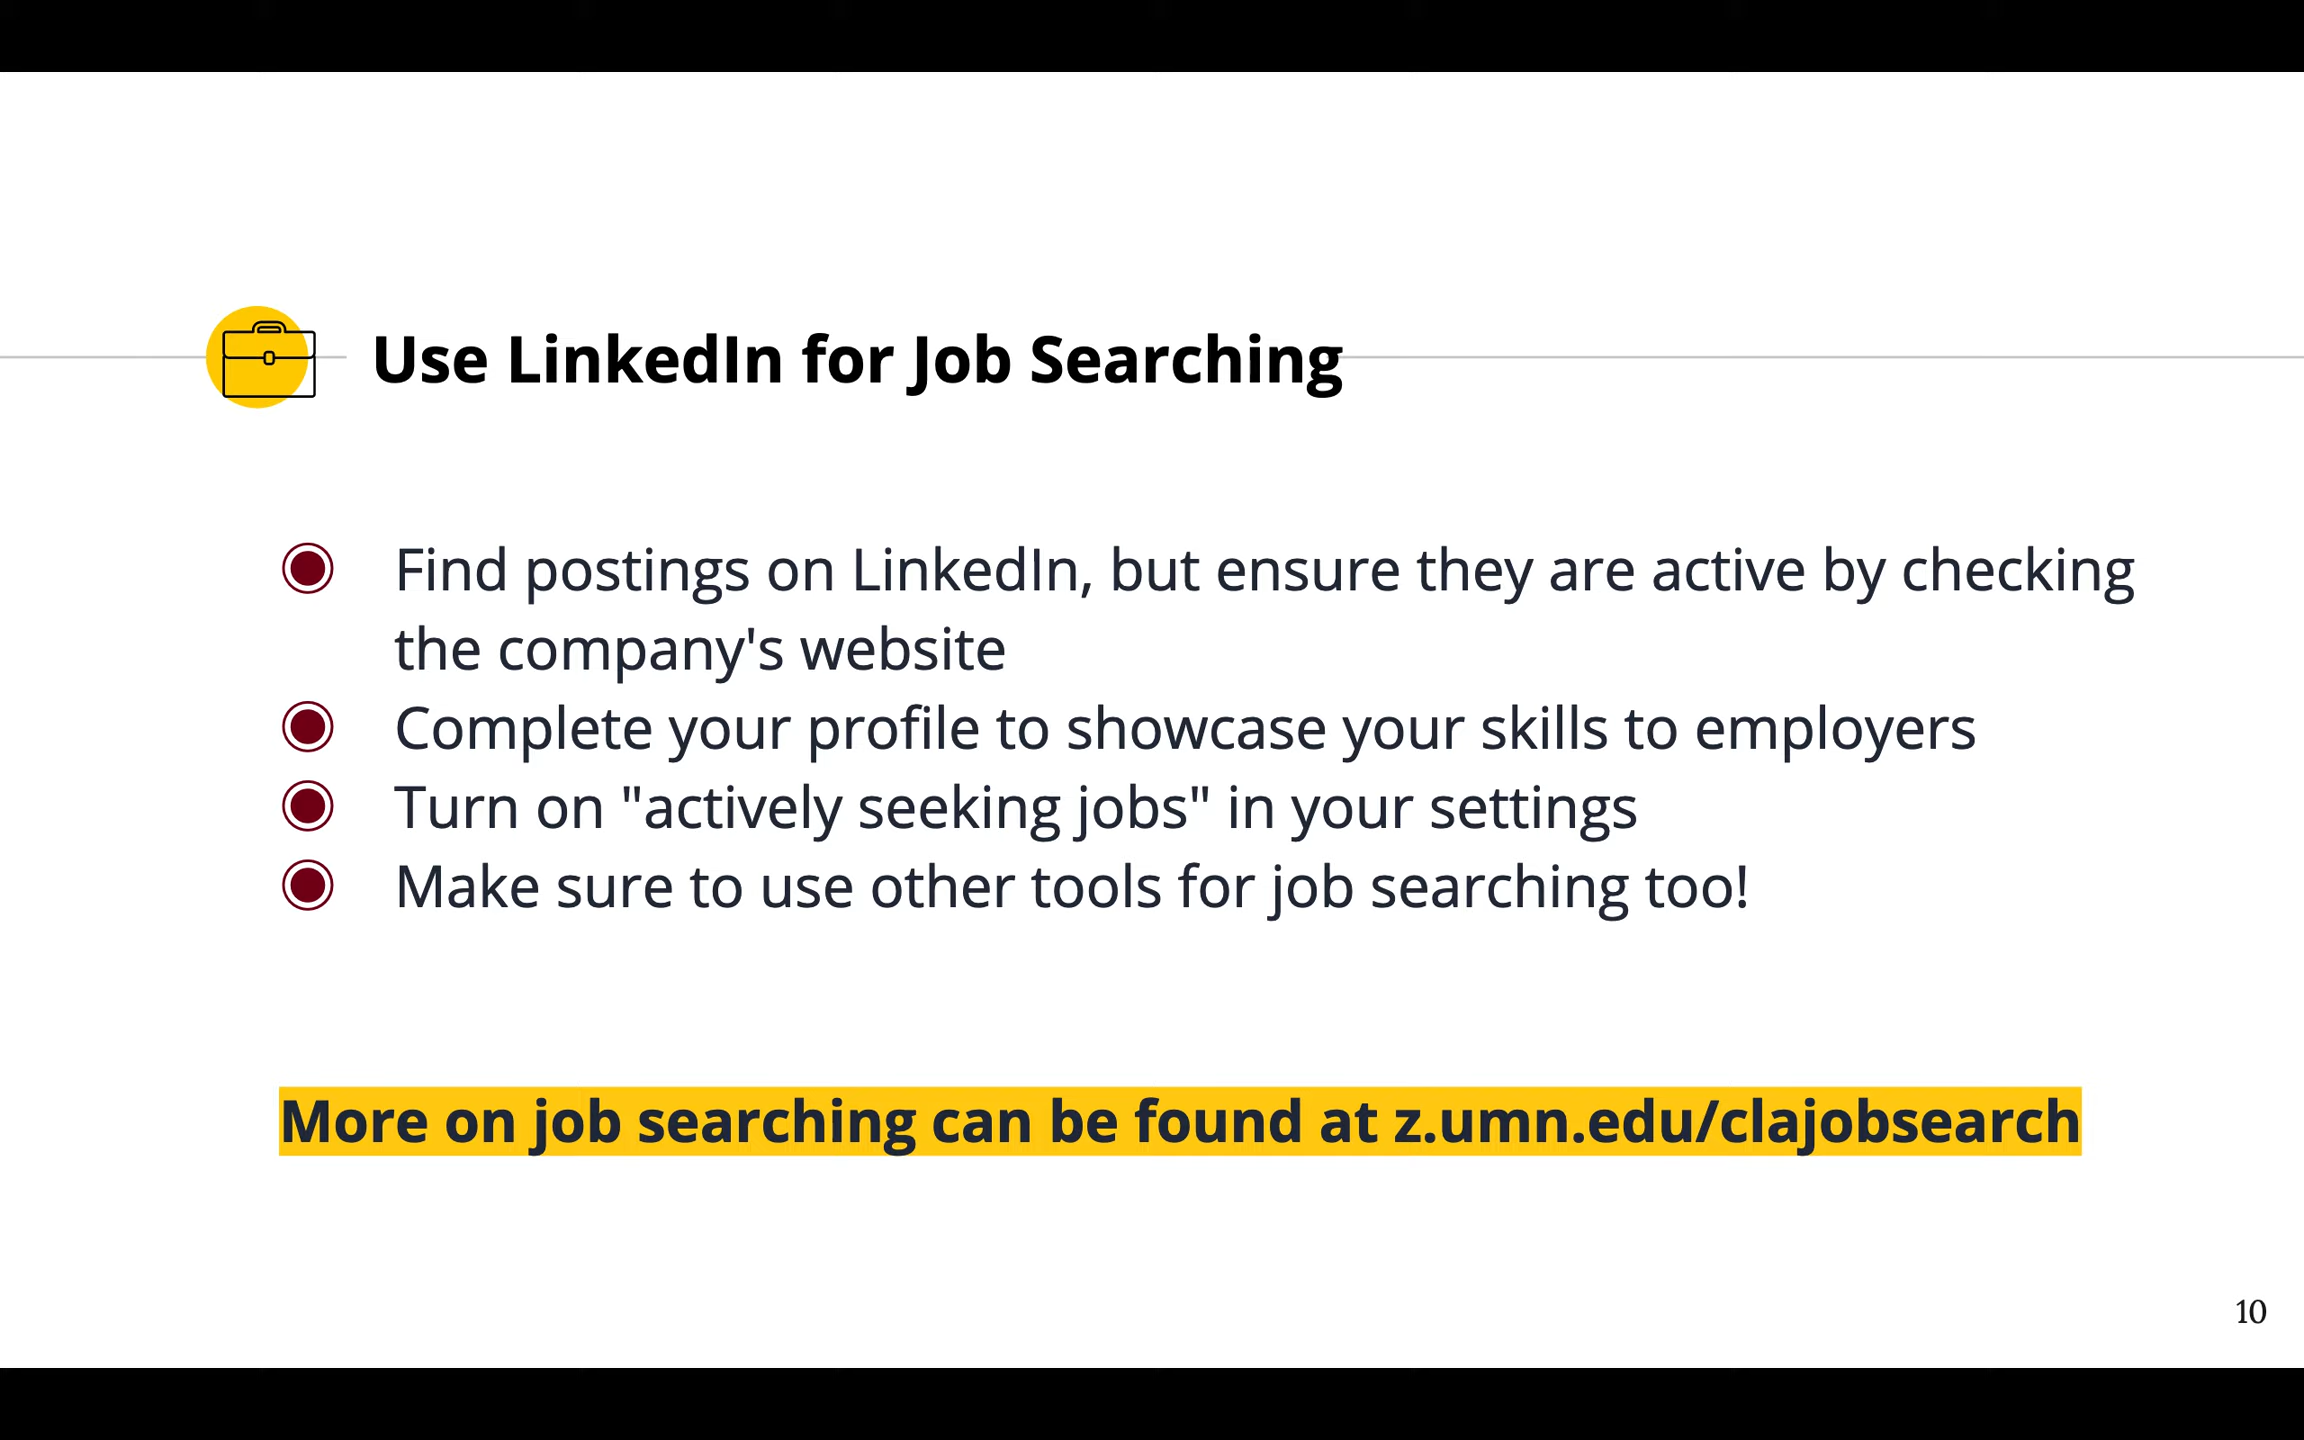 Use LinkedIn for Job Searching
Find postings on LinkedIn, but ensure they are active by checking
the company's website
Complete your profile to showcase your skills to employers
Turn on "actively seeking jobs" in your settings
Make sure to use other tools for job searching too!
More on job searching can be found at z.umn.edu/clajobsearch
10